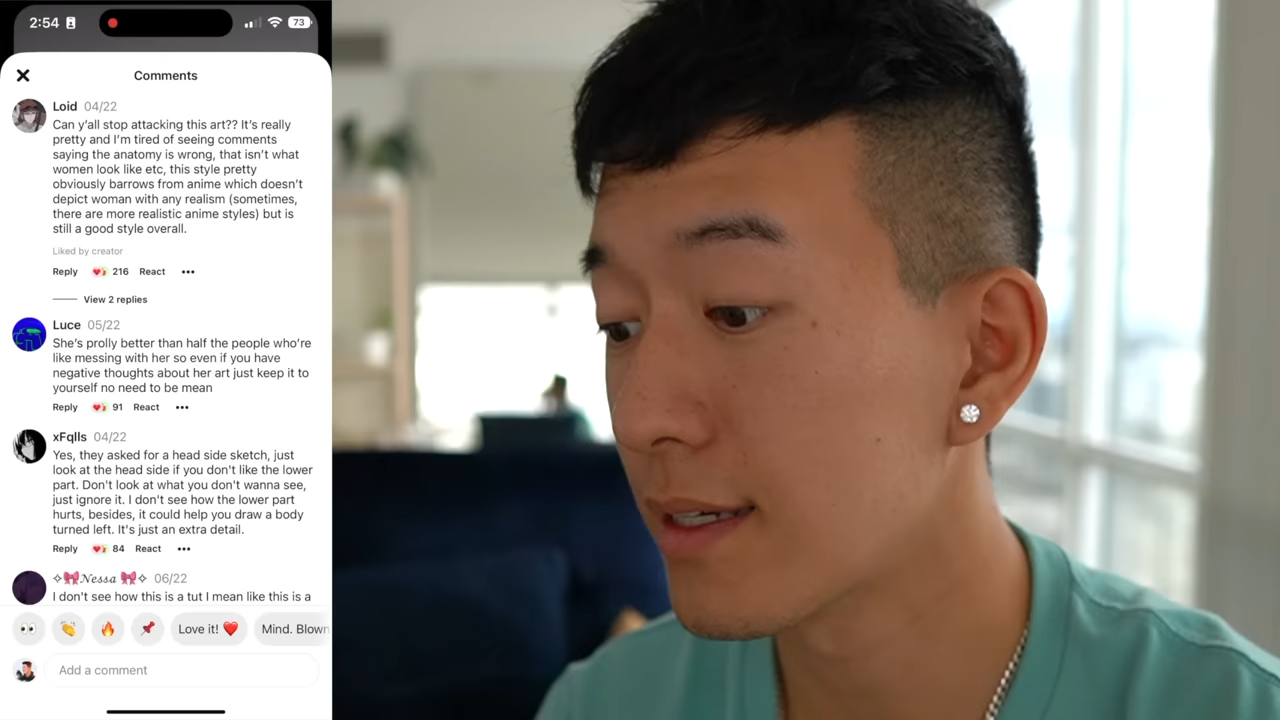 2:54
73
Comments
Loid 04/22
Can y'all stop attacking this art?? It's really
pretty and I'm tired of seeing comments
saying the anatomy is wrong, that isn't what
women look like etc, this style pretty
obviously barrows from anime which doesn't
depict woman with any realism (sometimes,
there are more realistic anime styles) but is
still a good style overall.
Liked by creator
Reply 216 React
View 2 replies
Luce 05/22
She's prolly better than half the people who're
like messing with her so even if you have
negative thoughts about her art just keep it to
yourself no need to be mean
Reply 91 React
xFqlls 04/22
Yes, they asked for a head side sketch, just
look at the head side if you don't like the lower
part. Don't look at what you don't wanna see,
just ignore it. I don't see how the lower part
hurts, besides, it could help you draw a body
turned left. It's just an extra detail.
Reply 84 React
✧🎀𝓝𝓮𝓼𝓼𝓪 🎀✧ 06/22
I don't see how this is a tut I mean like this is a
👀 👏 🔥 📌 Love it! ❤️ Mind. Blown
Add a comment